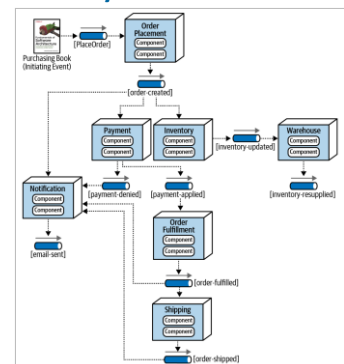 Order
Placement
Component
Component
[PlaceOrder]
Purchasing Book
(Initiating Event)
[order-created]
Payment
Component
Component
Inventory
Component
Component
[inventory-updated]
Warehouse
Component
Component
Notification
Component
Component
[payment-denied]
[payment-applied]
[inventory-resupplied]
[email-sent]
Order
Fulfillment
Component
Component
[order-fulfilled]
Shipping
Component
Component
[order-shipped]